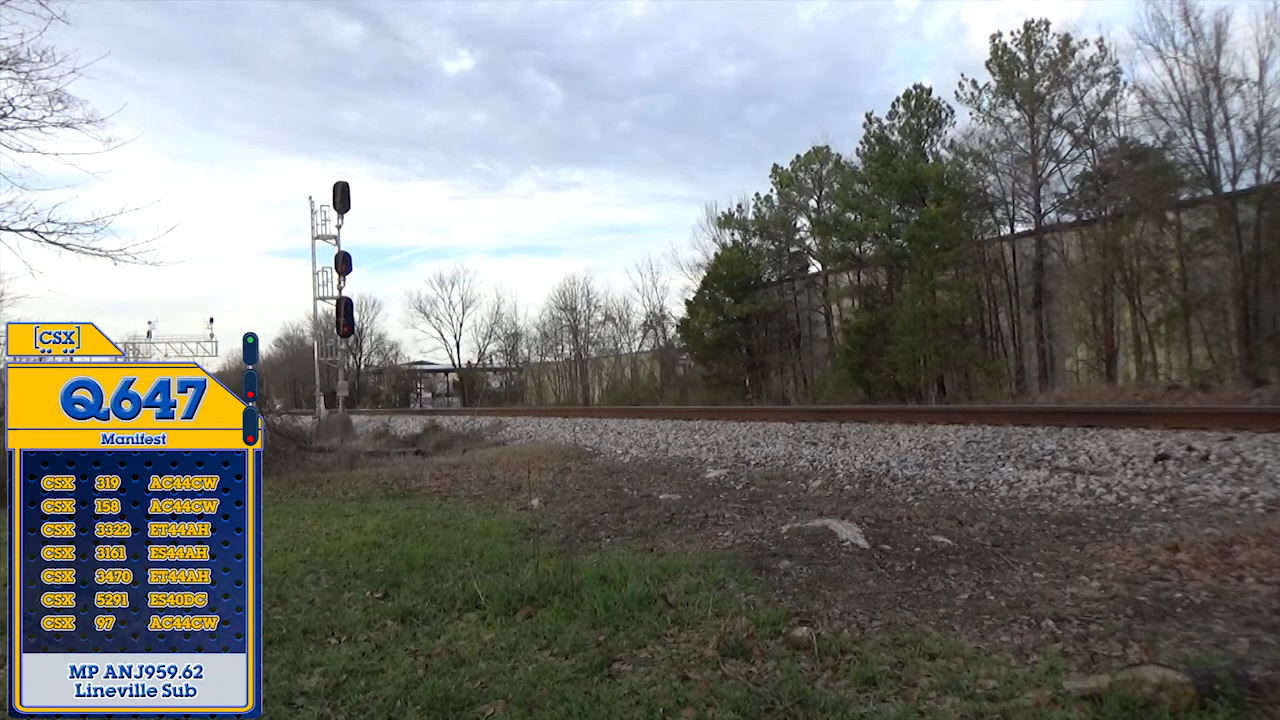 [CSX]
Q647
Manifest
CSX 319 AC44CW
CSX 158 AC44CW
CSX 3322 ET44AH
CSX 3161 ES44AH
CSX 3470 ET44AH
CSX 5291 ES40DC
CSX 97 AC44CW
MP ANJ959.62
Lineville Sub